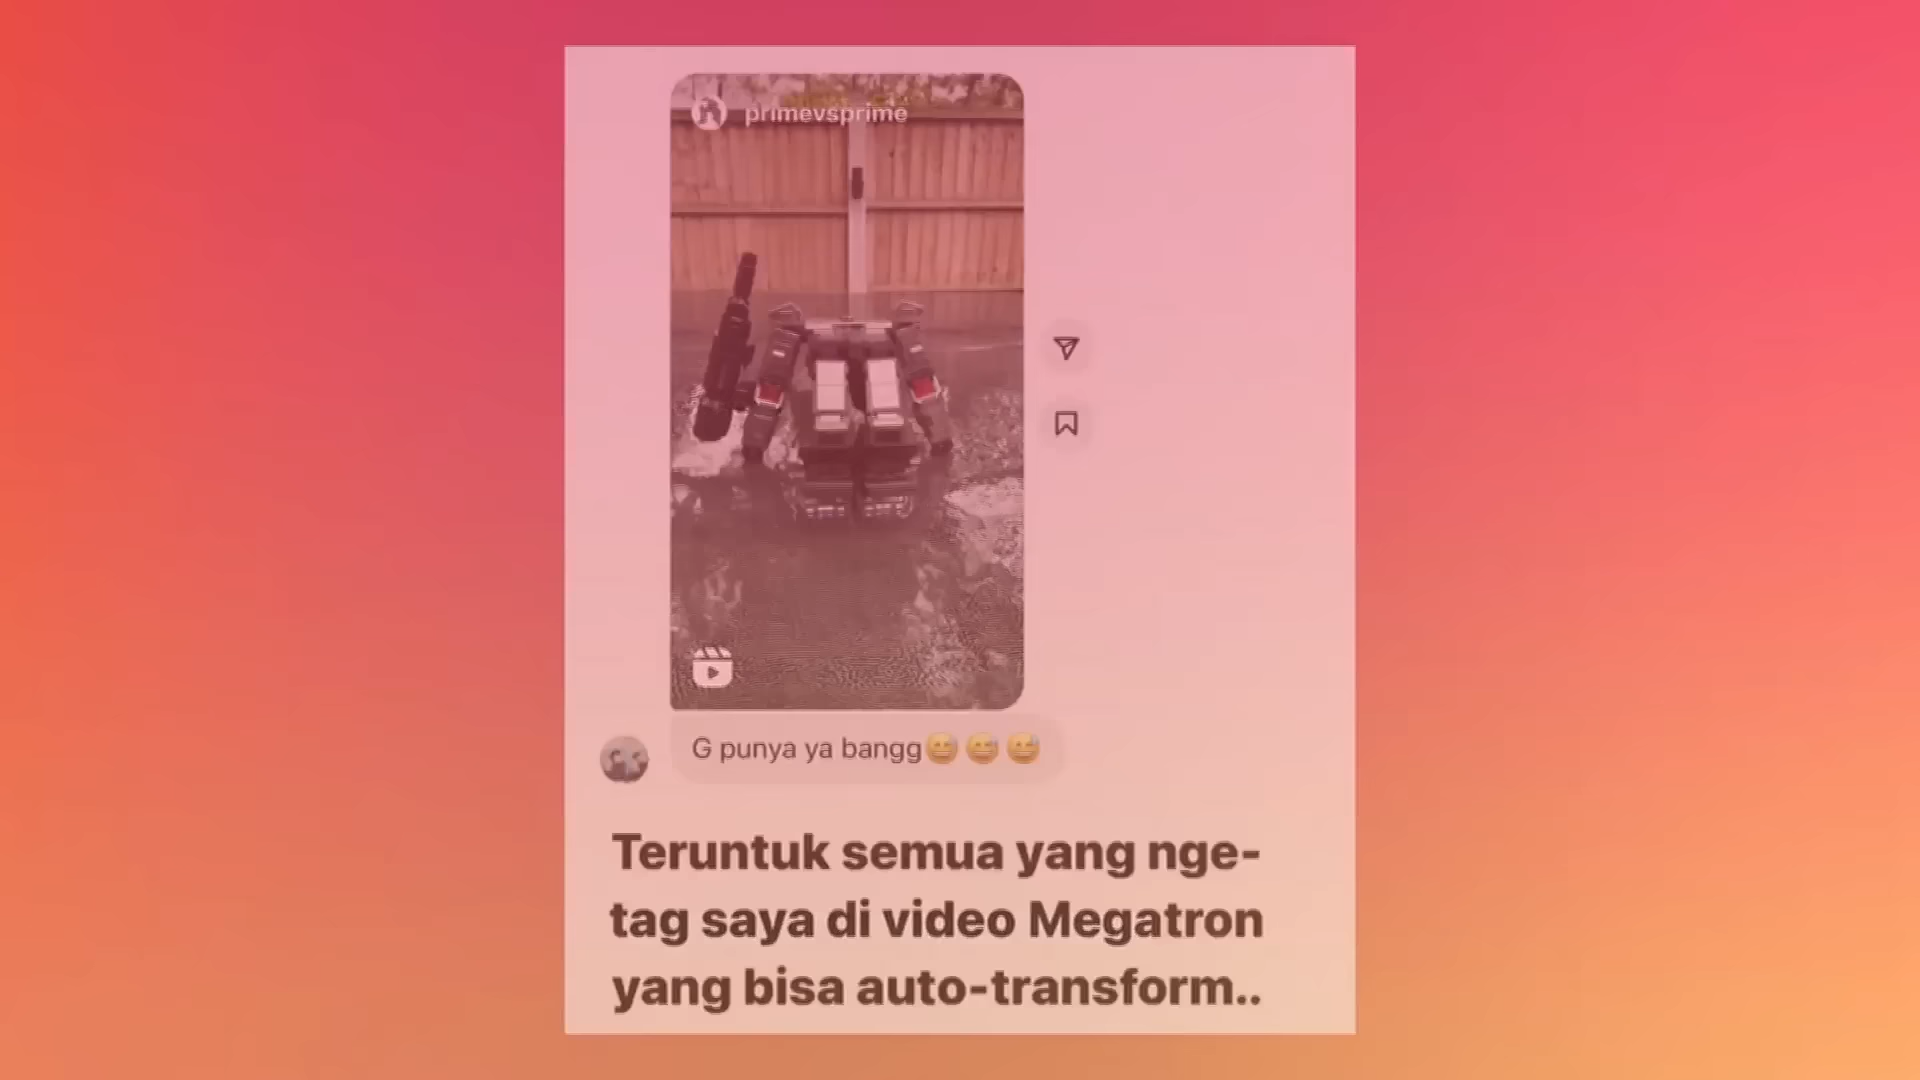 primevsprime
G punya ya bangg😅😅😅
Teruntuk semua yang nge-
tag saya di video Megatron
yang bisa auto-transform..